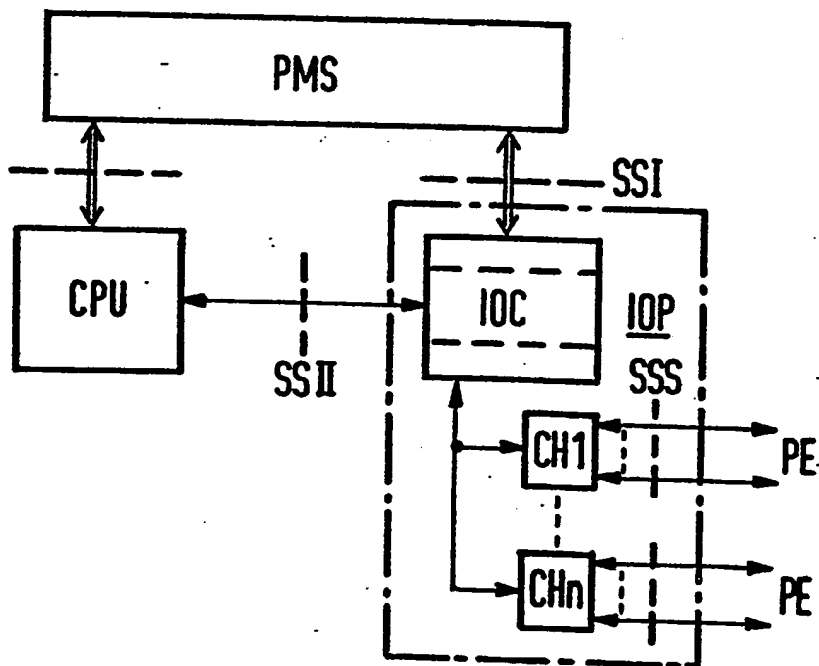 PMS
SSI
CPU
IOC
IOP
SSII
SSS
CH1
PE
CHn
PE